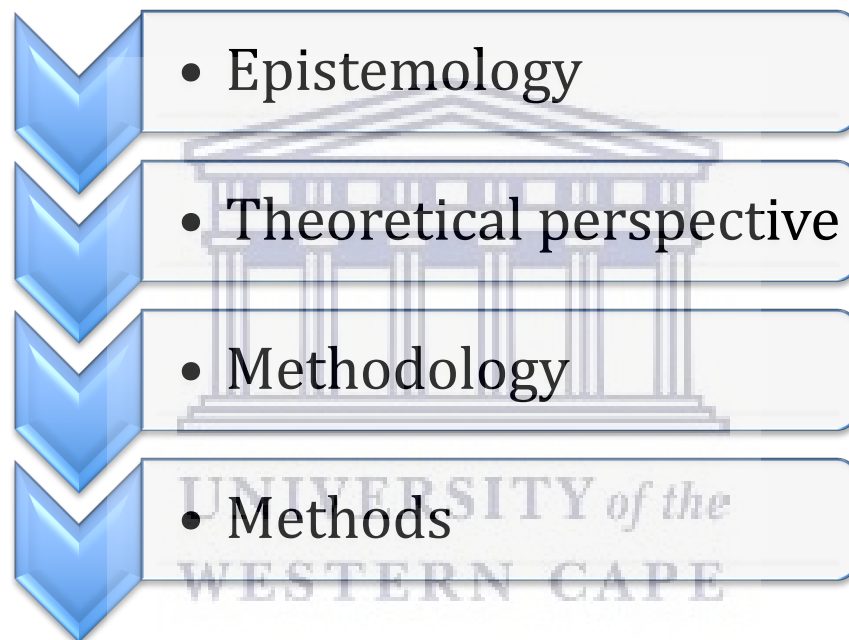 • Epistemology
• Theoretical perspective
• Methodology
• Methods
UNIVERSITY of the
WESTERN CAPE